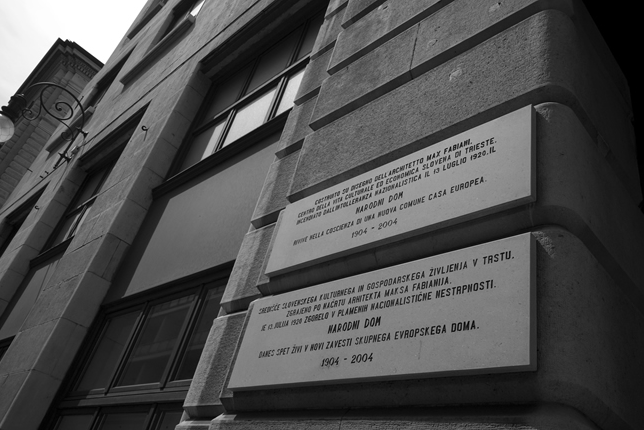 COSTRUITO SU DISEGNO DELL'ARCHITETTO MAX FABIANI.
CENTRO DELLA VITA CULTURALE ED ECONOMICA SLOVENA DI TRIESTE.
INCENDIATO DALL'INTOLLERANZA NAZIONALISTICA IL 13 LUGLIO 1920. IL
NARODNI DOM
RIVIVE NELLA COSCIENZA DI UNA NUOVA COMUNE CASA EUROPEA.
1904 - 2004
SREDIŠČE SLOVENSKEGA KULTURNEGA IN GOSPODARSKEGA ŽIVLJENJA V TRSTU,
ZGRAJENO PO NAČRTU ARHITEKTA MAKSA FABIANIJA,
JE 13. JULIJA 1920 ZGORELO V PLAMENIH NACIONALISTIČNE NESTRPNOSTI.
NARODNI DOM
DANES SPET ŽIVI V NOVI ZAVESTI SKUPNEGA EVROPSKEGA DOMA.
1904 - 2004